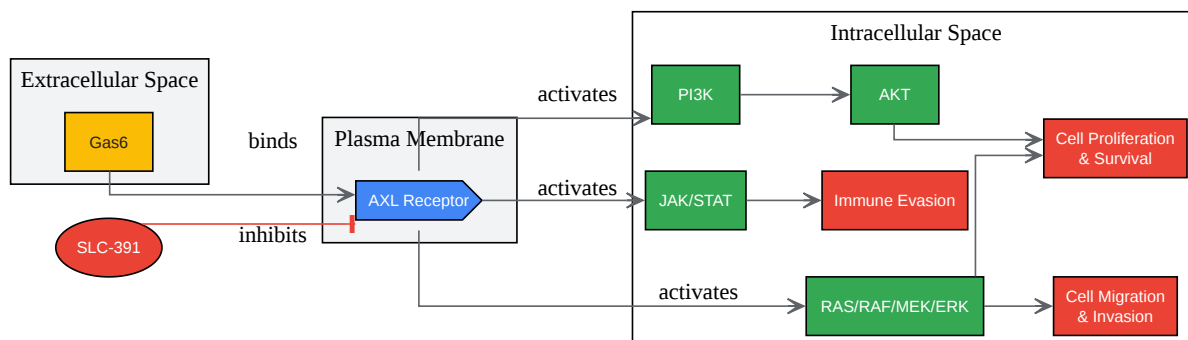 Extracellular Space
Gas6
SLC-391
binds
inhibits
Plasma Membrane
AXL Receptor
activates
activates
activates
Intracellular Space
PI3K
AKT
Cell Proliferation
& Survival
JAK/STAT
Immune Evasion
RAS/RAF/MEK/ERK
Cell Migration
& Invasion